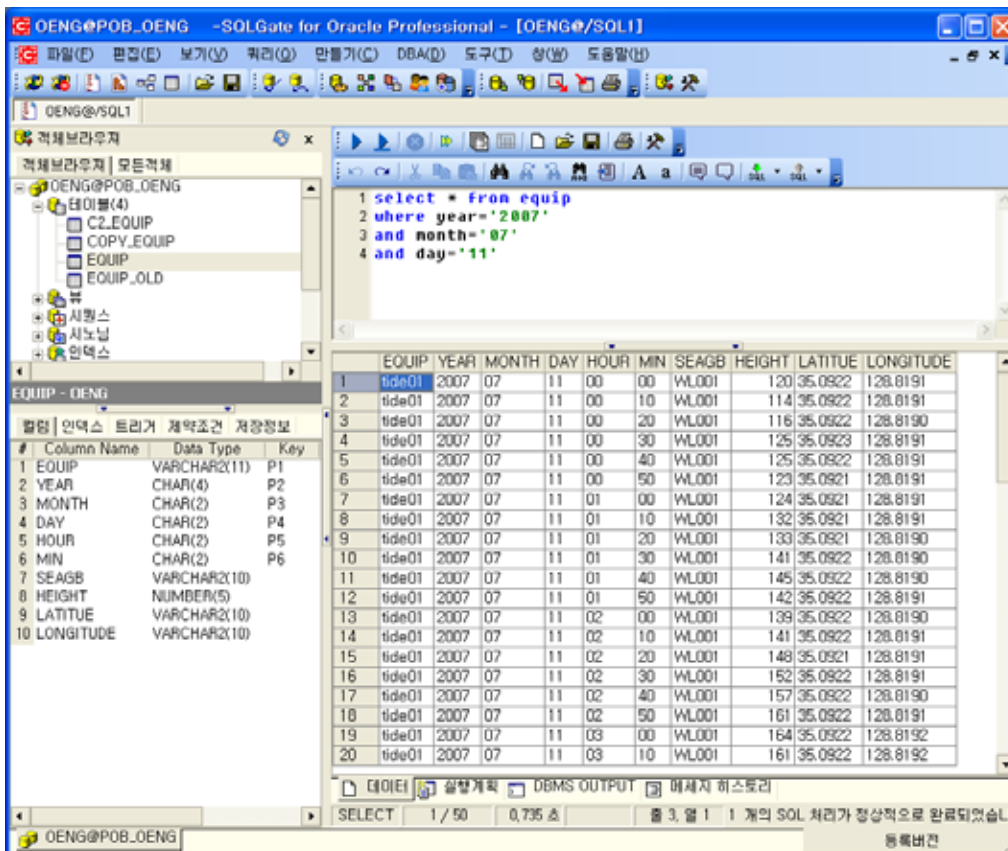 OENG@POB_OENG -SQLGate for Oracle Professional - [OENG@/SQL1]
파일(F) 편집(E) 보기(V) 쿼리(Q) 만들기(C) DBA(D) 도구(T) 창(W) 도움말(H)
OENG@/SQL1
객체브라우져
객체브라우져 모든객체
OENG@POB_OENG
테이블(4)
C2_EQUIP
COPY_EQUIP
EQUIP
EQUIP_OLD
뷰
시퀀스
시노님
인덱스
1 select * from equip
2 where year='2007'
3 and month='07'
4 and day='11'
EQUIP - OENG
컬럼 인덱스 트리거 제약조건 저장정보
# Column Name Data Type Key
1 EQUIP VARCHAR2(11) P1
2 YEAR CHAR(4) P2
3 MONTH CHAR(2) P3
4 DAY CHAR(2) P4
5 HOUR CHAR(2) P5
6 MIN CHAR(2) P6
7 SEAGB VARCHAR2(10)
8 HEIGHT NUMBER(5)
9 LATITUE VARCHAR2(10)
10 LONGITUDE VARCHAR2(10)
EQUIP YEAR MONTH DAY HOUR MIN SEAGB HEIGHT LATITUE LONGITUDE
1 tide01 2007 07 11 00 00 WL001 120 35.0922 128.8191
2 tide01 2007 07 11 00 10 WL001 114 35.0922 128.8191
3 tide01 2007 07 11 00 20 WL001 116 35.0922 128.8190
4 tide01 2007 07 11 00 30 WL001 125 35.0923 128.8191
5 tide01 2007 07 11 00 40 WL001 125 35.0922 128.8191
6 tide01 2007 07 11 00 50 WL001 123 35.0921 128.8191
7 tide01 2007 07 11 01 00 WL001 124 35.0921 128.8191
8 tide01 2007 07 11 01 10 WL001 132 35.0921 128.8191
9 tide01 2007 07 11 01 20 WL001 133 35.0921 128.8190
10 tide01 2007 07 11 01 30 WL001 141 35.0922 128.8190
11 tide01 2007 07 11 01 40 WL001 145 35.0922 128.8190
12 tide01 2007 07 11 01 50 WL001 142 35.0922 128.8191
13 tide01 2007 07 11 02 00 WL001 139 35.0922 128.8190
14 tide01 2007 07 11 02 10 WL001 141 35.0922 128.8191
15 tide01 2007 07 11 02 20 WL001 148 35.0921 128.8191
16 tide01 2007 07 11 02 30 WL001 152 35.0922 128.8191
17 tide01 2007 07 11 02 40 WL001 157 35.0922 128.8190
18 tide01 2007 07 11 02 50 WL001 161 35.0922 128.8191
19 tide01 2007 07 11 03 00 WL001 164 35.0922 128.8192
20 tide01 2007 07 11 03 10 WL001 161 35.0922 128.8192
데이터 실행계획 DBMS OUTPUT 메세지 히스토리
SELECT 1 / 50 0,735 초 줄 3, 열 1 1 개의 SQL 처리가 정상적으로 완료되었습니
OENG@POB_OENG 등록버전